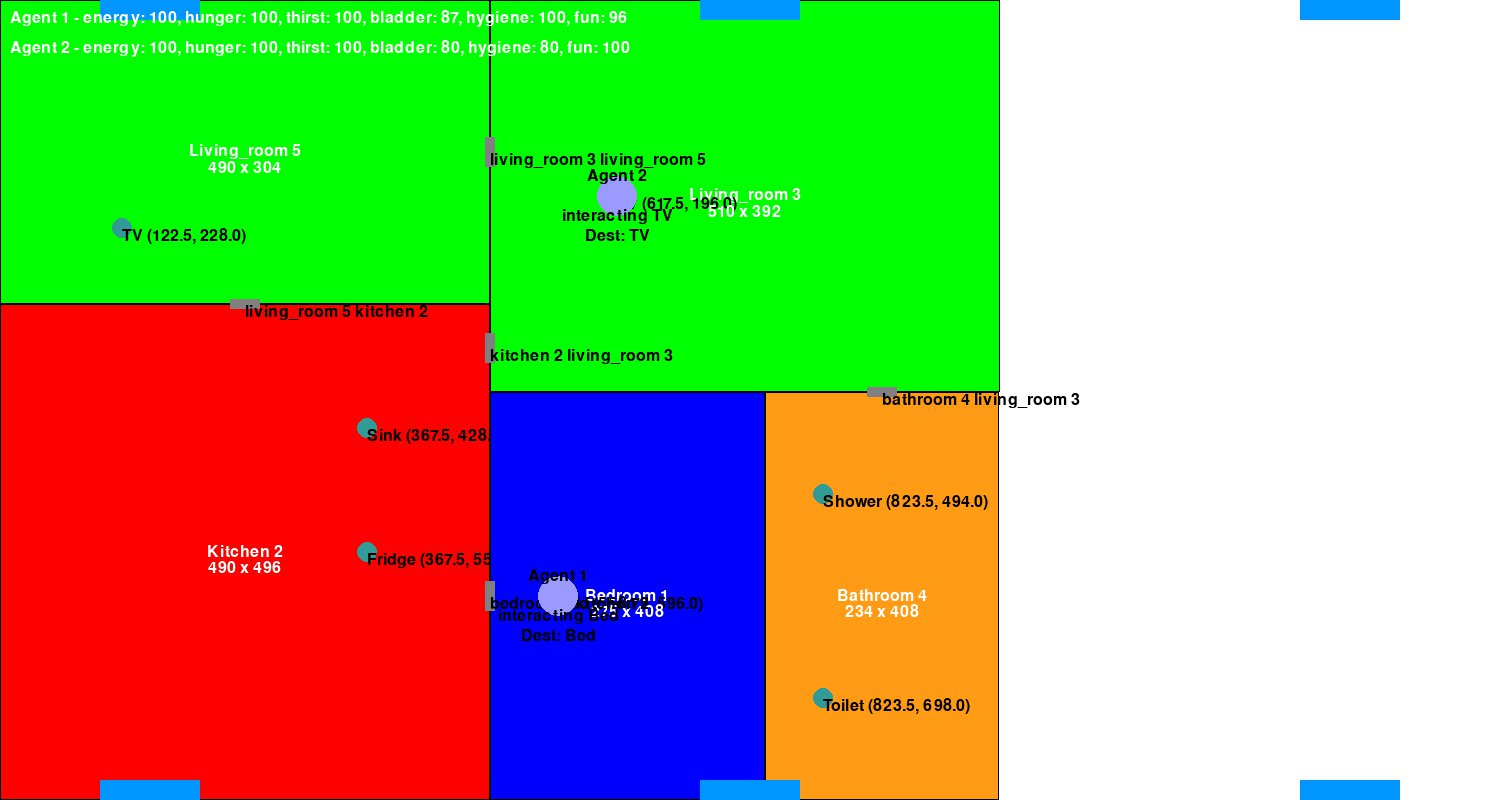 Agent 1 - energy: 100, hunger: 100, thirst: 100, bladder: 87, hygiene: 100, fun: 96
Agent 2 - energy: 100, hunger: 100, thirst: 100, bladder: 80, hygiene: 80, fun: 100
Living_room 5
490 x 304
living_room 3 living_room 5
Agent 2
Living_room 3
510 x 392
(617.5, 196.0)
interacting TV
Dest: TV
TV (122.5, 228.0)
living_room 5 kitchen 2
kitchen 2 living_room 3
bathroom 4 living_room 3
Sink (367.5, 428.
Shower (823.5, 494.0)
Kitchen 2
490 x 496
Fridge (367.5, 55
Agent 1
Bedroom 1
x 408
interacting Bed
Dest: Bed
Bathroom 4
234 x 408
Toilet (823.5, 698.0)